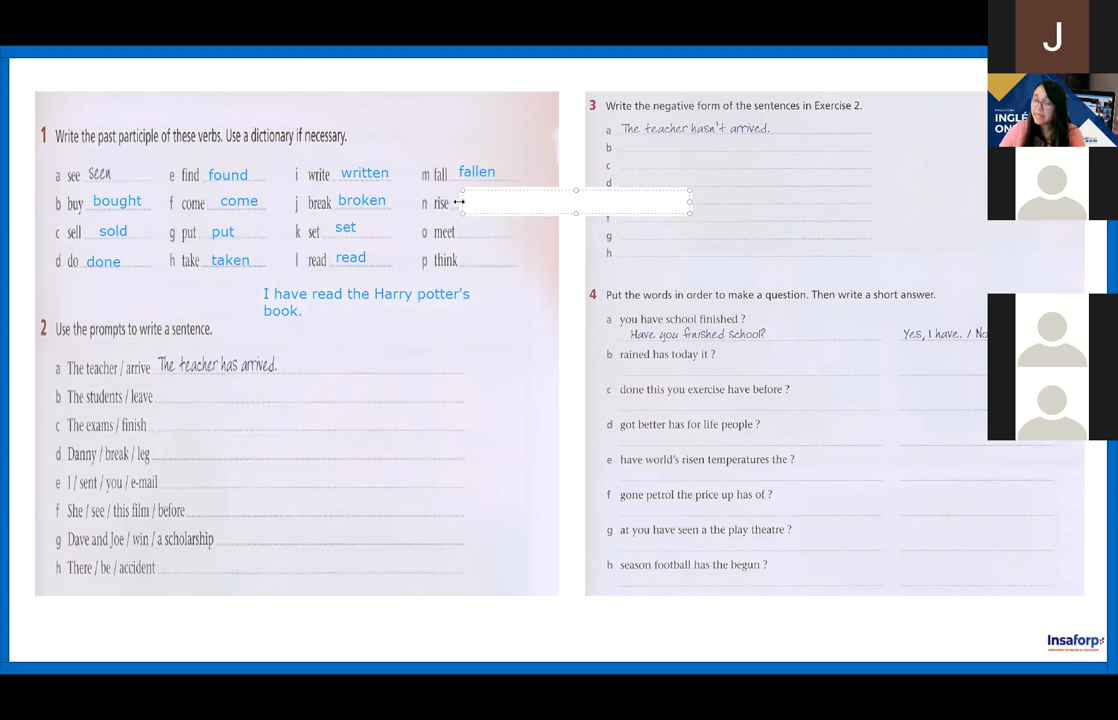 1 Write the past participle of these verbs. Use a dictionary if necessary.
a see seen e find found i write written m fall fallen
b buy bought f come come j break broken n rise
c sell sold g put put k set set o meet
d do done h take taken l read read p think
I have read the Harry potter's
book.
2 Use the prompts to write a sentence.
a The teacher / arrive The teacher has arrived.
b The students / leave
c The exams / finish
d Danny / break / leg
e I / sent / you / e-mail
f She / see / this film / before
g Dave and Joe / win / a scholarship
h There / be / accident
3 Write the negative form of the sentences in Exercise 2.
a The teacher hasn't arrived.
b
c
d
f
g
h
4 Put the words in order to make a question. Then write a short answer.
a you have school finished ?
Have you finished school? Yes, I have. / No
b rained has today it ?
c done this you exercise have before ?
d got better has for life people ?
e have world's risen temperatures the ?
f gone petrol the price up has of ?
g at you have seen a the play theatre ?
h season football has the begun ?
J
INGLÉ
ON
Insaforp